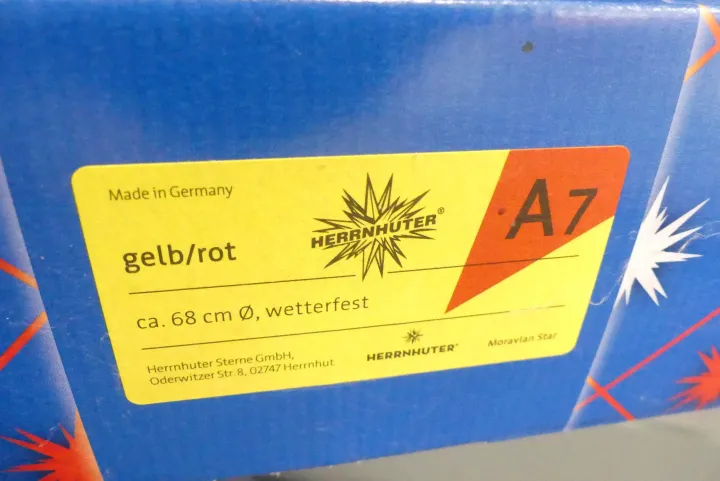 Made in Germany
HERRNHUTER®
A7
gelb/rot
ca. 68 cm Ø, wetterfest
Herrnhuter Sterne GmbH,
Oderwitzer Str. 8, 02747 Herrnhut
HERRNHUTER®
Moravian Star